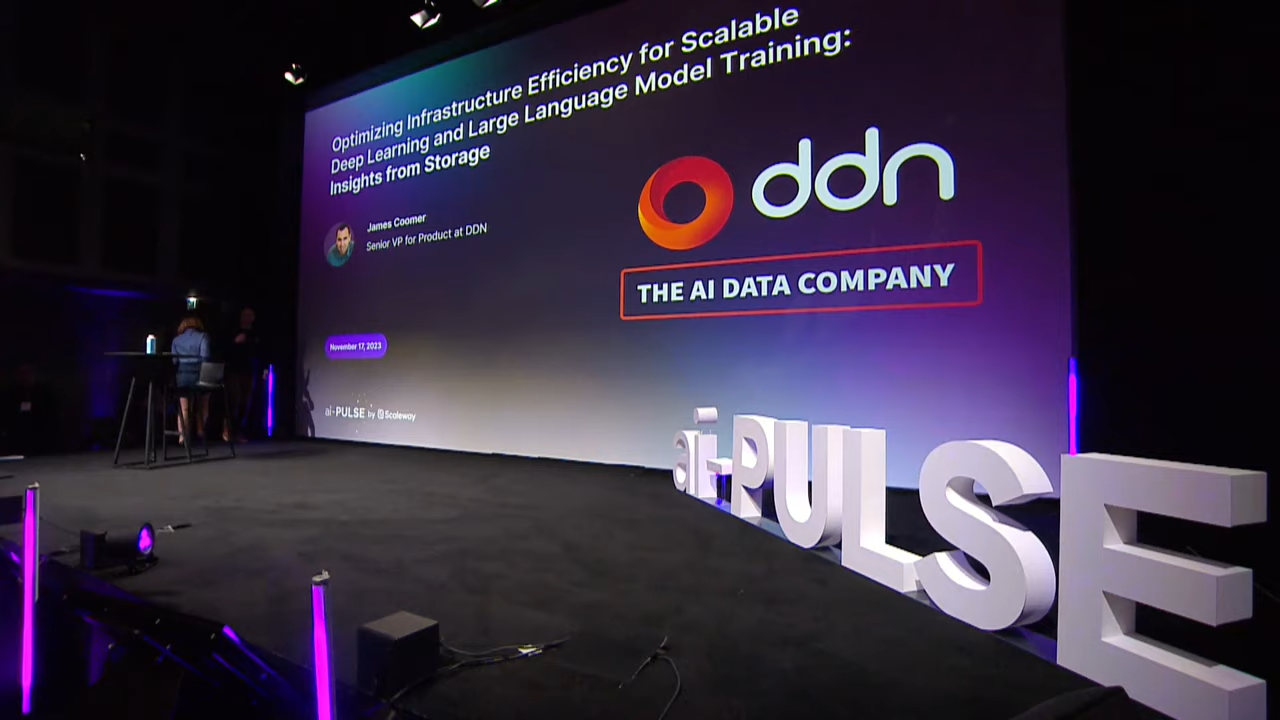 Optimizing Infrastructure Efficiency for Scalable
Deep Learning and Large Language Model Training:
Insights from Storage
James Coomer
Senior VP for Product at DDN
ddn
THE AI DATA COMPANY
November 17, 2023
ai-PULSE by Scaleway
ai-PULSE